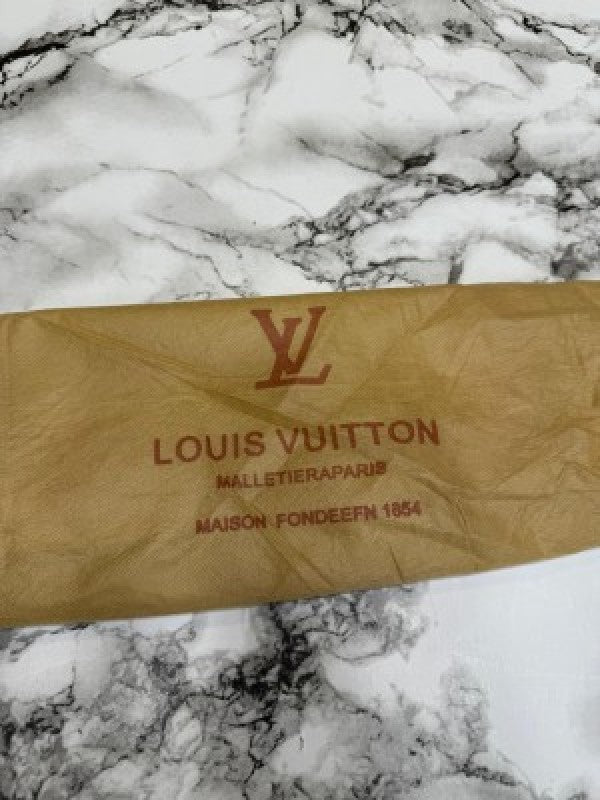 LV
LOUIS VUITTON
MALLETIERAPARIS
MAISON FONDEEFN 1854